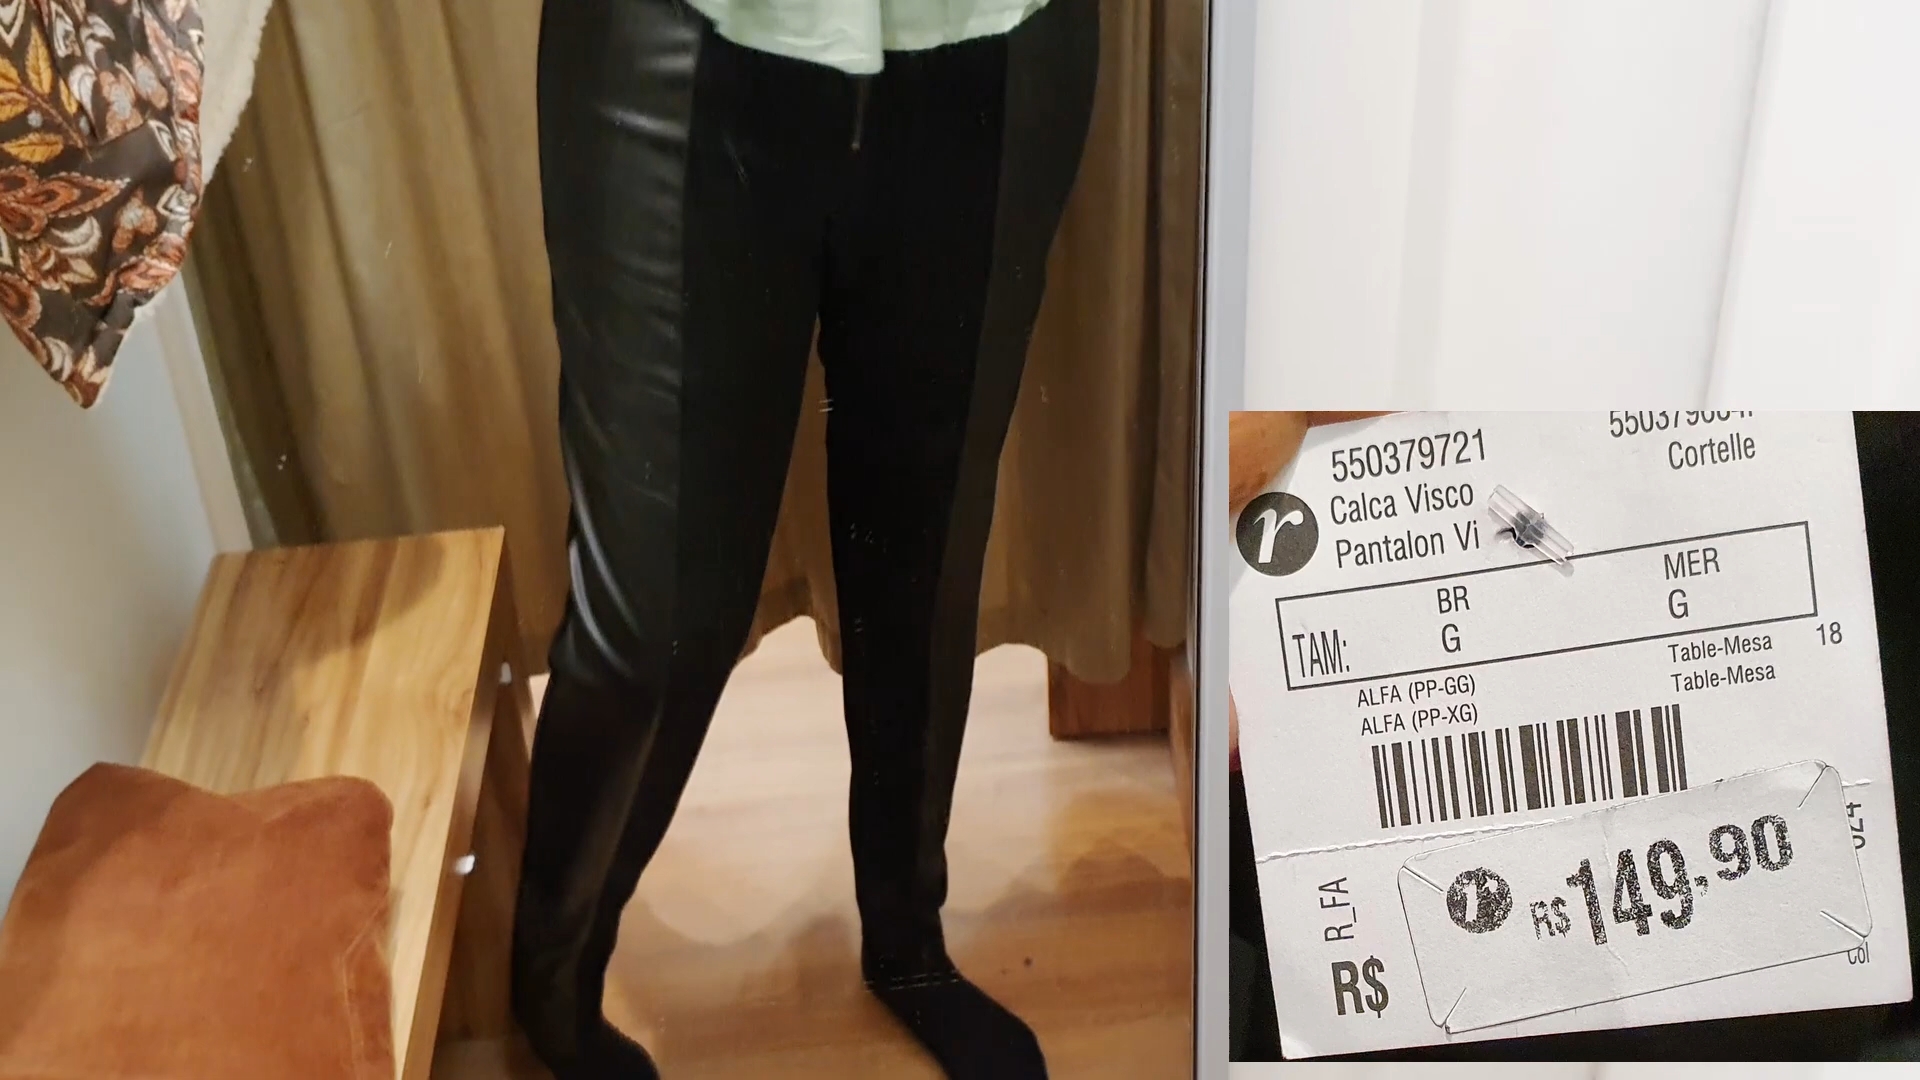 550379721
Cortelle
Calca Visco
Pantalon Vi
r
BR
MER
TAM:
G
G
18
Table-Mesa
Table-Mesa
ALFA (PP-GG)
ALFA (PP-XG)
R_FA
R$
r R$149,90